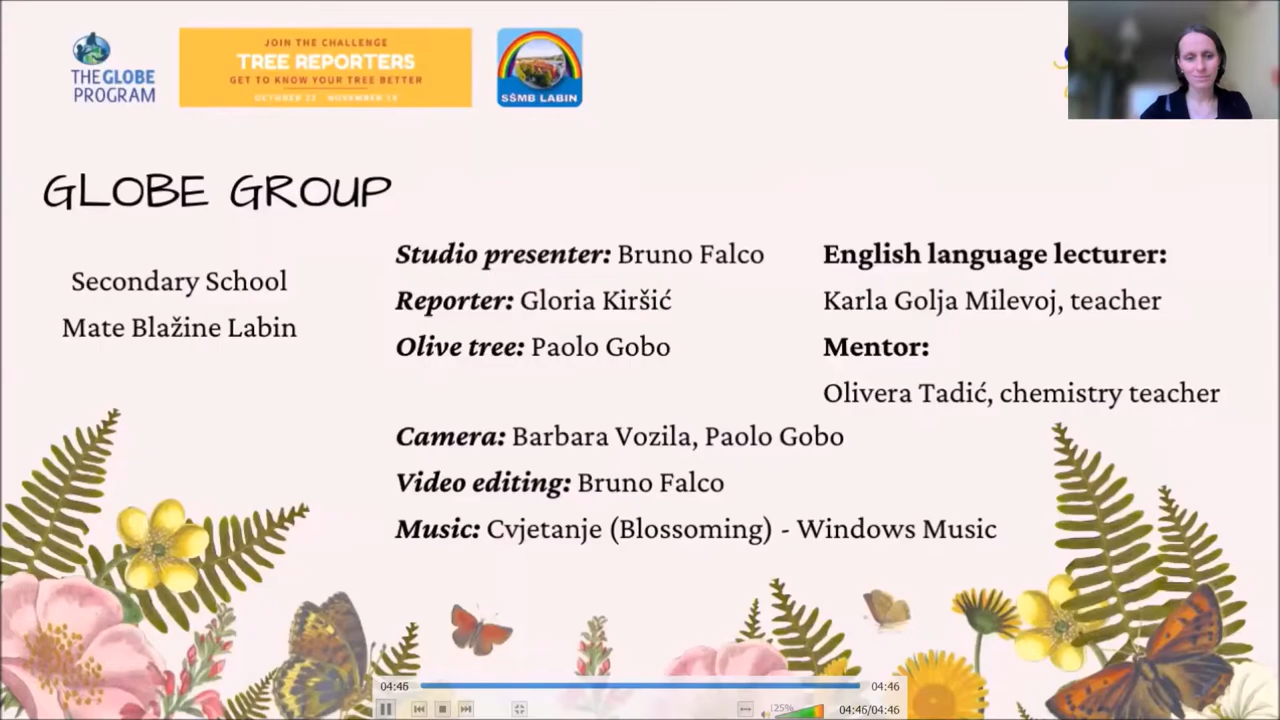 THE GLOBE
PROGRAM
JOIN THE CHALLENGE
TREE REPORTERS
GET TO KNOW YOUR TREE BETTER
SŠMB LABIN
GLOBE GROUP
Secondary School
Mate Blažine Labin
Studio presenter: Bruno Falco
Reporter: Gloria Kiršić
Olive tree: Paolo Gobo
English language lecturer:
Karla Golja Milevoj, teacher
Mentor:
Olivera Tadić, chemistry teacher
Camera: Barbara Vozila, Paolo Gobo
Video editing: Bruno Falco
Music: Cvjetanje (Blossoming) - Windows Music
04:45
04:46
25%
04:46/04:46